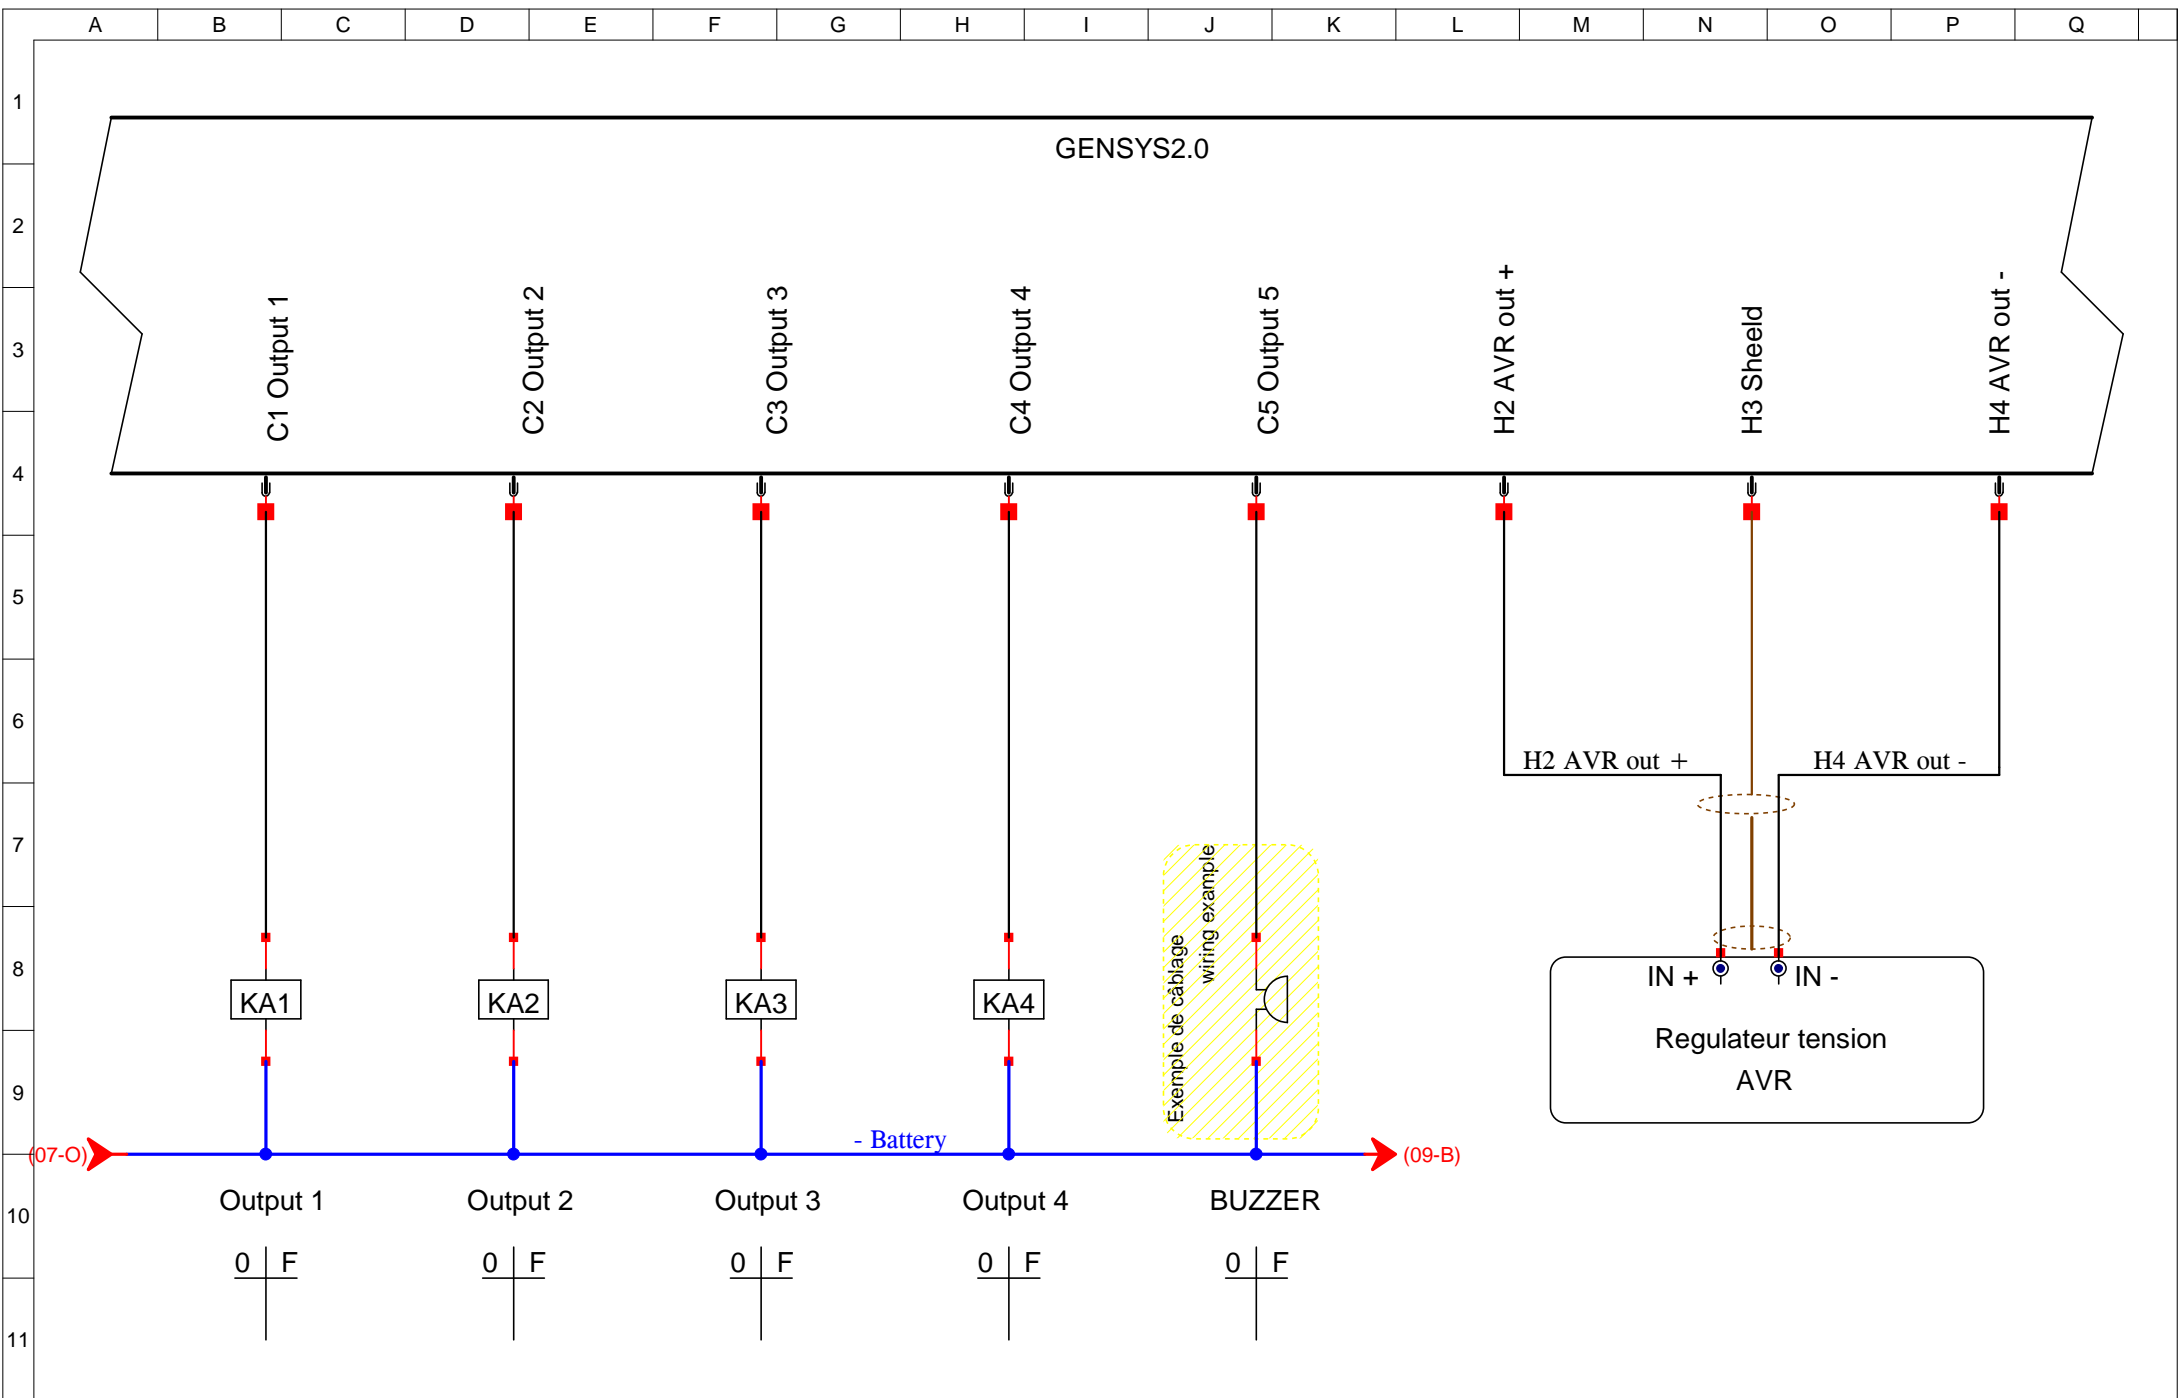 A B C D E F G H I J K L M N O P Q
1
GENSYS2.0
2
3
C1 Output 1
C2 Output 2
C3 Output 3
C4 Output 4
C5 Output 5
H2 AVR out +
H3 Sheeld
H4 AVR out -
4
5
6
H2 AVR out +
H4 AVR out -
7
Exemple de câblage
wiring example
8
KA1
KA2
KA3
KA4
IN +
IN -
Regulateur tension
AVR
9
(07-O)
- Battery
(09-B)
10
Output 1
Output 2
Output 3
Output 4
BUZZER
0 F
0 F
0 F
0 F
0 F
11